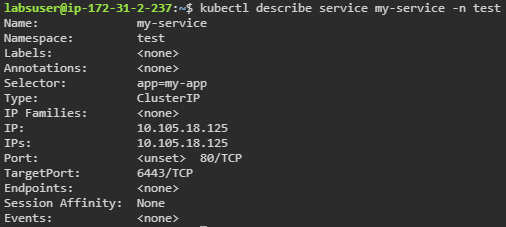 labsuser@ip-172-31-2-237:~$ kubectl describe service my-service -n test
Name:              my-service
Namespace:         test
Labels:            <none>
Annotations:       <none>
Selector:          app=my-app
Type:              ClusterIP
IP Families:       <none>
IP:                10.105.18.125
IPs:               10.105.18.125
Port:              <unset>  80/TCP
TargetPort:        6443/TCP
Endpoints:         <none>
Session Affinity:  None
Events:            <none>